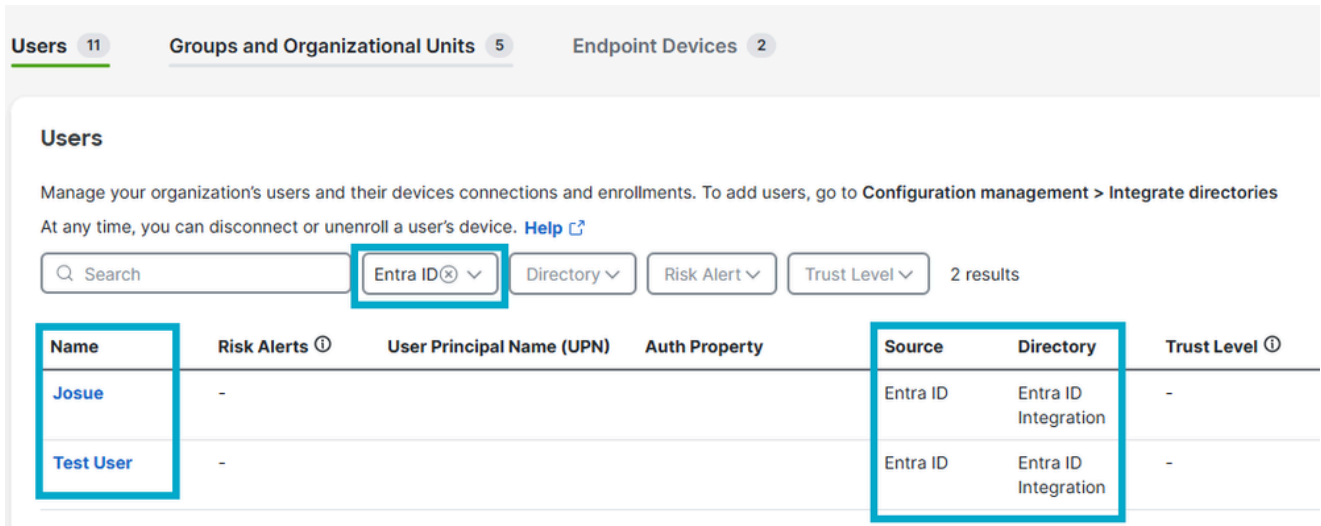 Users 11 Groups and Organizational Units 5 Endpoint Devices 2
Users
Manage your organization's users and their devices connections and enrollments. To add users, go to Configuration management > Integrate directories
At any time, you can disconnect or unenroll a user's device. Help
Search Entra ID Directory Risk Alert Trust Level 2 results
Name Risk Alerts User Principal Name (UPN) Auth Property Source Directory Trust Level
Josue - Entra ID Entra ID -
Integration
Test User - Entra ID Entra ID -
Integration